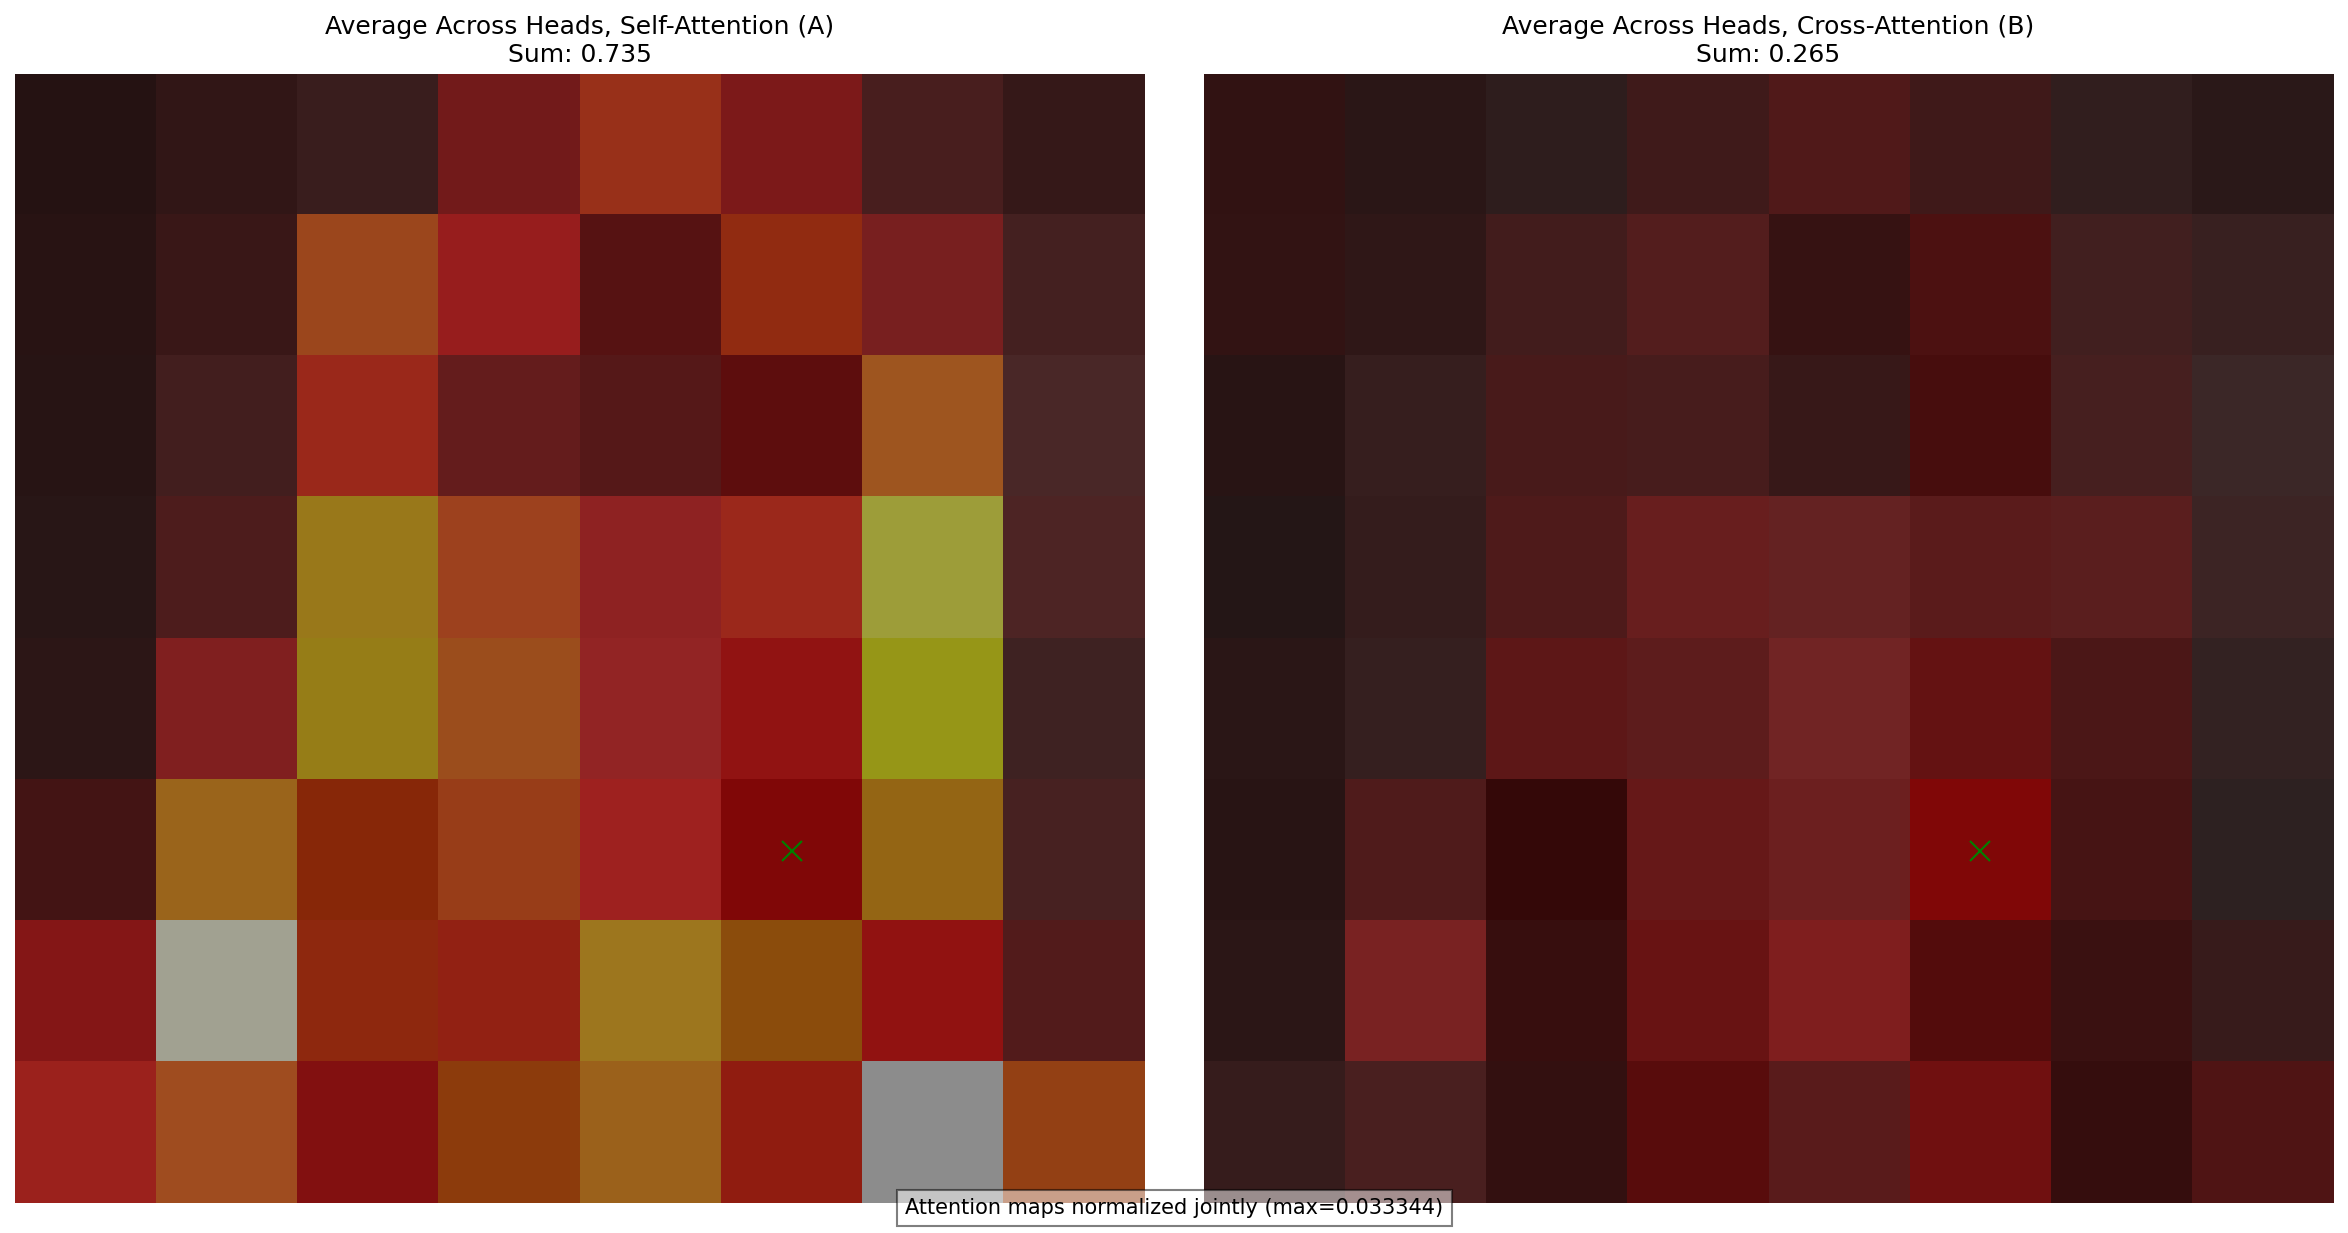 Average Across Heads, Self-Attention (A)
Sum: 0.735
Average Across Heads, Cross-Attention (B)
Sum: 0.265
Attention maps normalized jointly (max=0.033344)